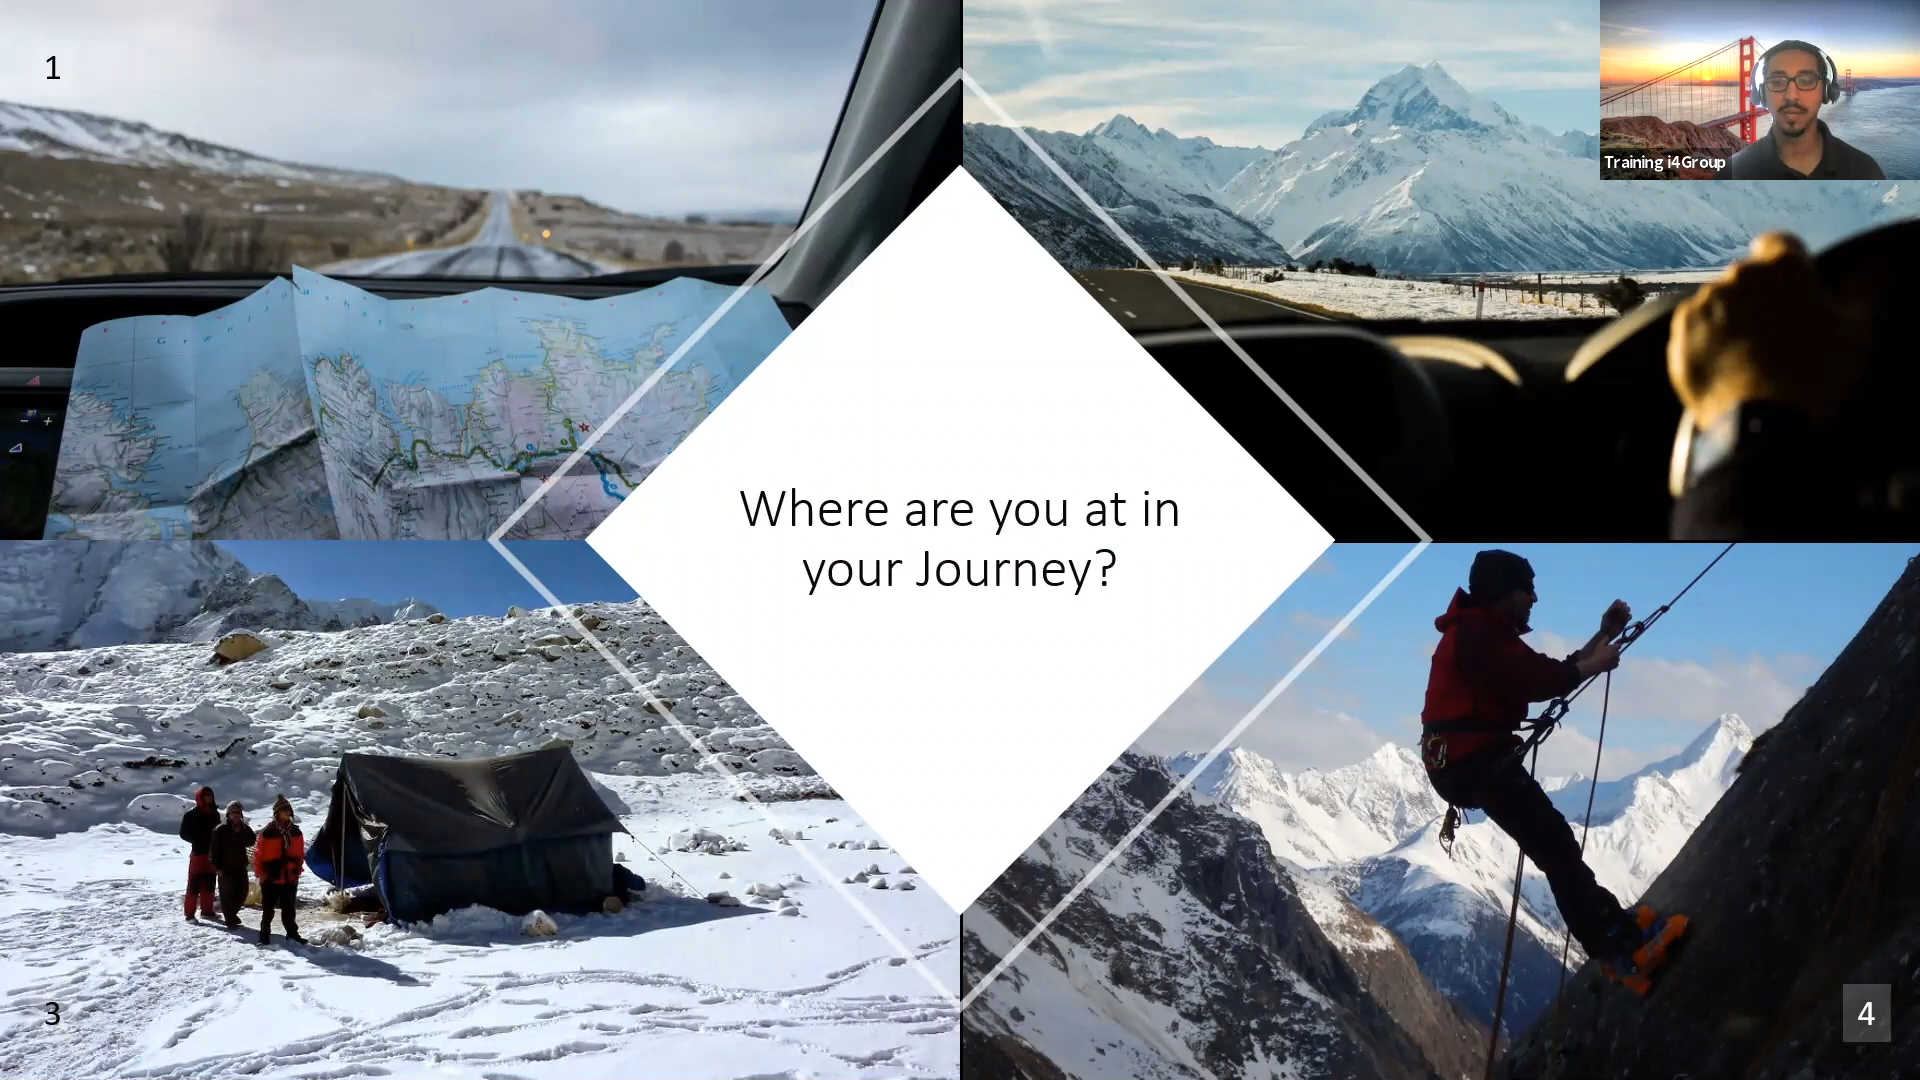 1
Training i4Group
Where are you at in
your Journey?
3
4